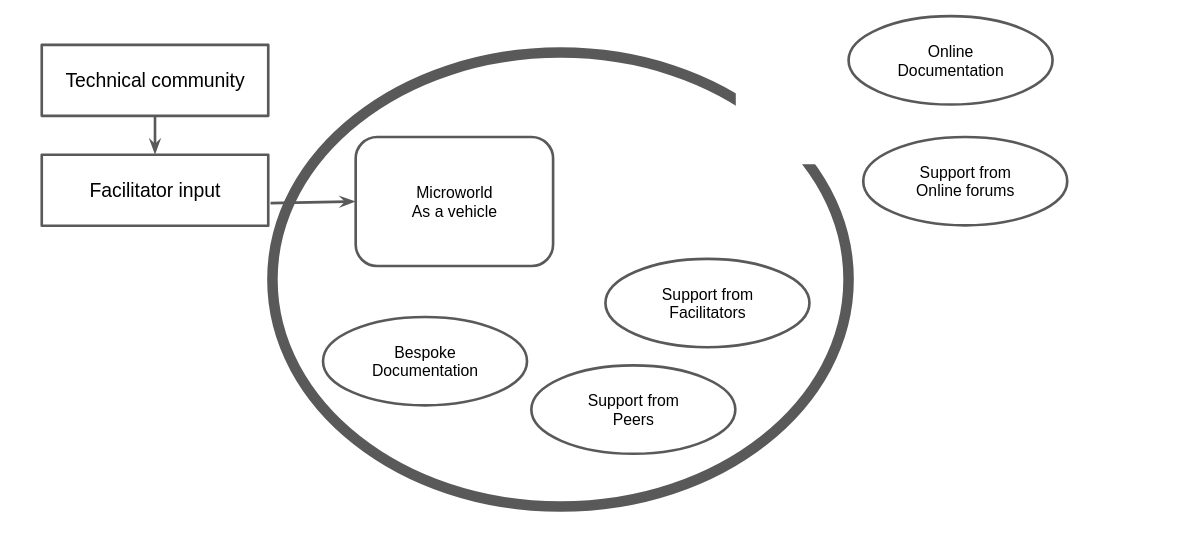 Technical community
Facilitator input
Microworld
As a vehicle
Bespoke
Documentation
Support from
Peers
Support from
Facilitators
Online
Documentation
Support from
Online forums